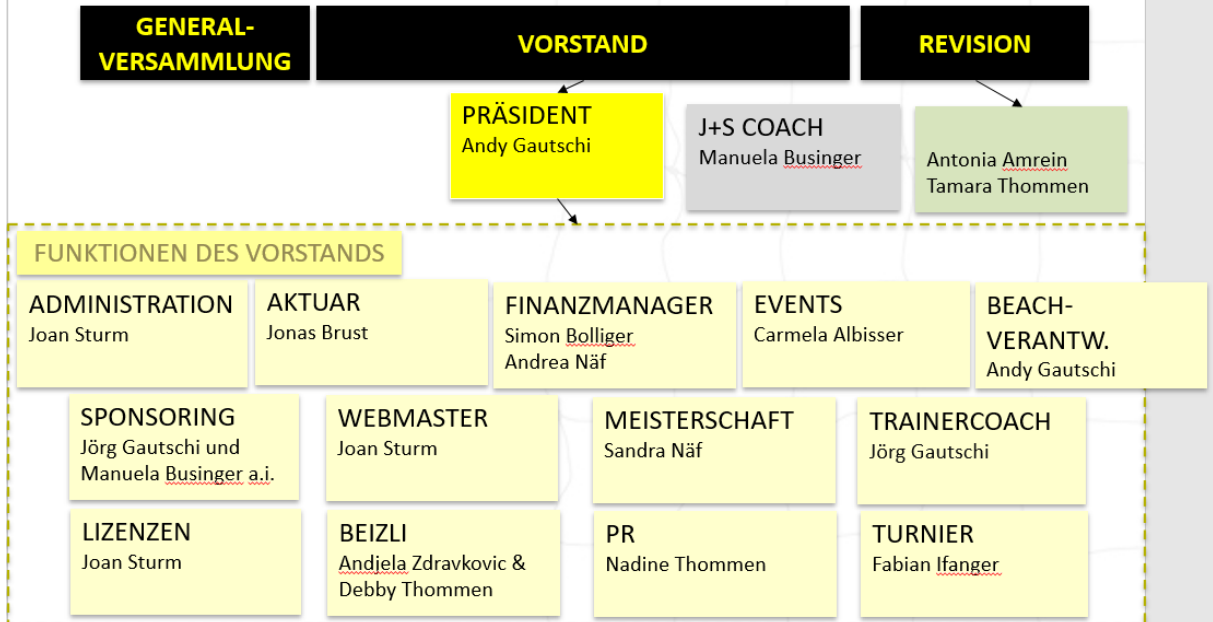 GENERAL-
VERSAMMLUNG
VORSTAND
REVISION
PRÄSIDENT
Andy Gautschi
J+S COACH
Manuela Businger
Antonia Amrein
Tamara Thommen
FUNKTIONEN DES VORSTANDS
ADMINISTRATION
Joan Sturm
AKTUAR
Jonas Brust
FINANZMANAGER
Simon Bolliger
Andrea Näf
EVENTS
Carmela Albisser
BEACH-
VERANTW.
Andy Gautschi
SPONSORING
Jörg Gautschi und
Manuela Businger a.i.
WEBMASTER
Joan Sturm
MEISTERSCHAFT
Sandra Näf
TRAINERCOACH
Jörg Gautschi
LIZENZEN
Joan Sturm
BEIZLI
Andjela Zdravkovic &
Debby Thommen
PR
Nadine Thommen
TURNIER
Fabian Ifanger